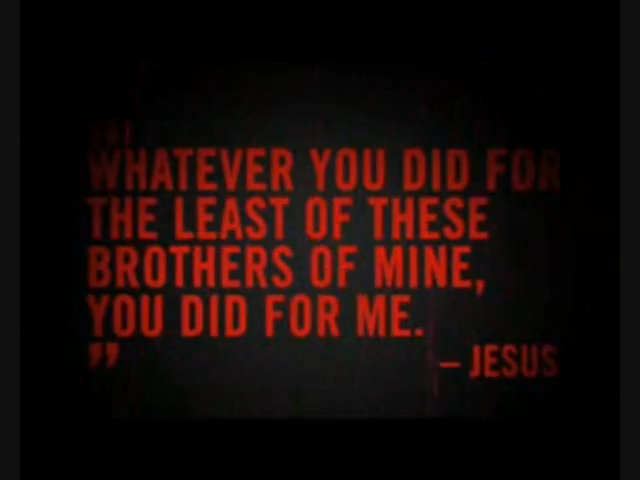 WHATEVER YOU DID FOR
THE LEAST OF THESE
BROTHERS OF MINE,
YOU DID FOR ME.
”
– JESUS